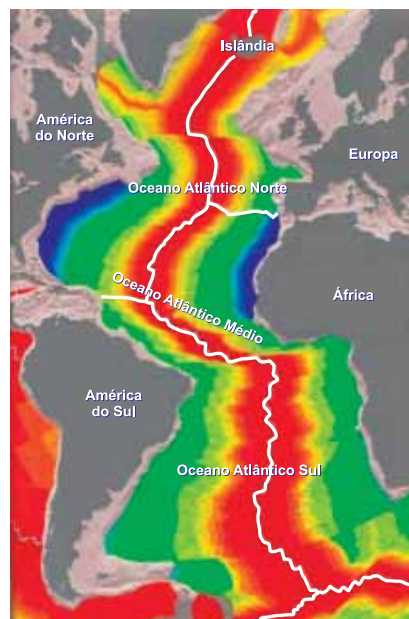 Islândia
América
do Norte
Europa
Oceano Atlântico Norte
Oceano Atlântico Médio
África
América
do Sul
Oceano Atlântico Sul